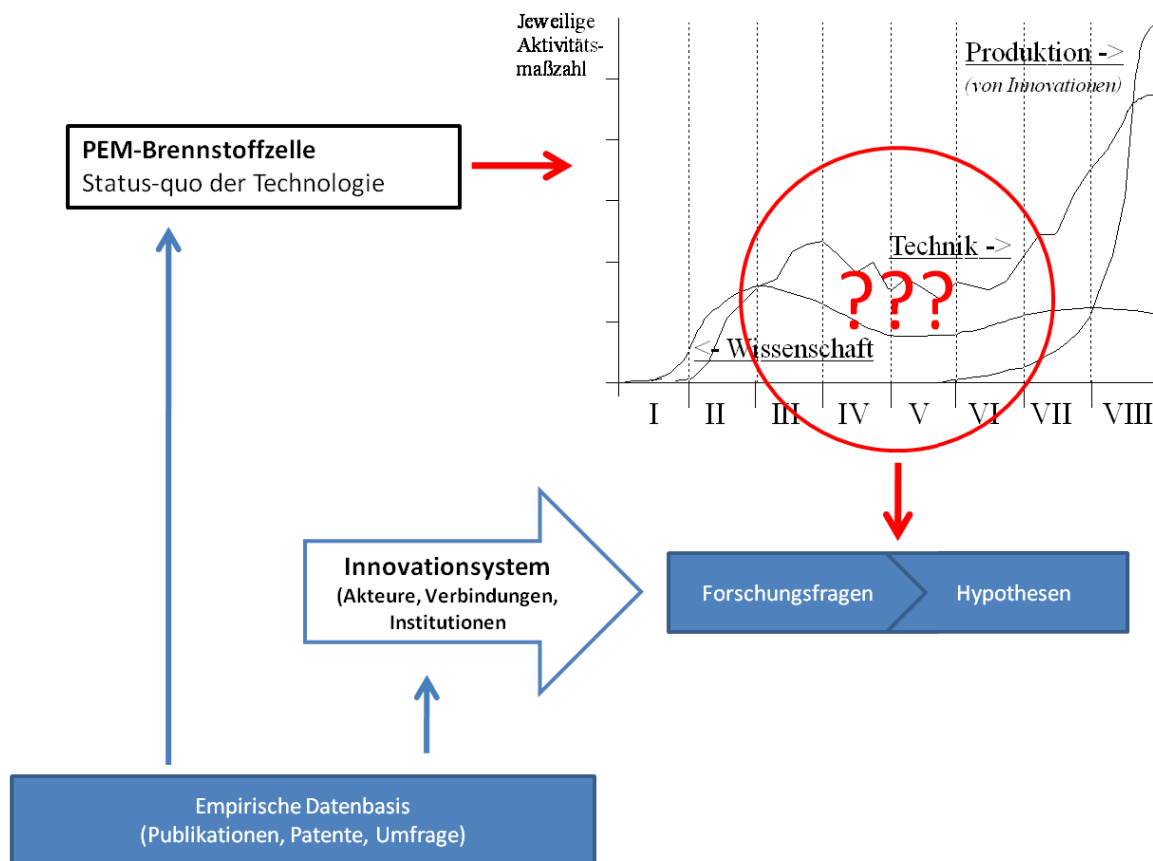 Jeweilige
Aktivitäts-
maßzahl
Produktion ->
(von Innovationen)
PEM-Brennstoffzelle
Status-quo der Technologie
Technik ->
???
<- Wissenschaft
I II III IV V VI VII VIII
Innovationsystem
(Akteure, Verbindungen,
Institutionen
Forschungsfragen Hypothesen
Empirische Datenbasis
(Publikationen, Patente, Umfrage)